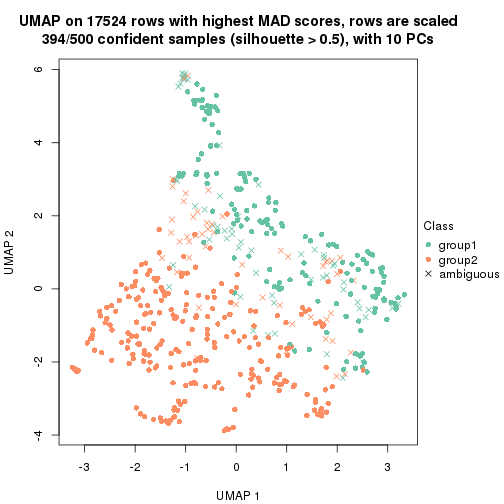 UMAP on 17524 rows with highest MAD scores, rows are scaled
394/500 confident samples (silhouette > 0.5), with 10 PCs
6
4
2
0
-2
-4
UMAP 2
-3
-2
-1
0
1
2
3
UMAP 1
Class
group1
group2
ambiguous